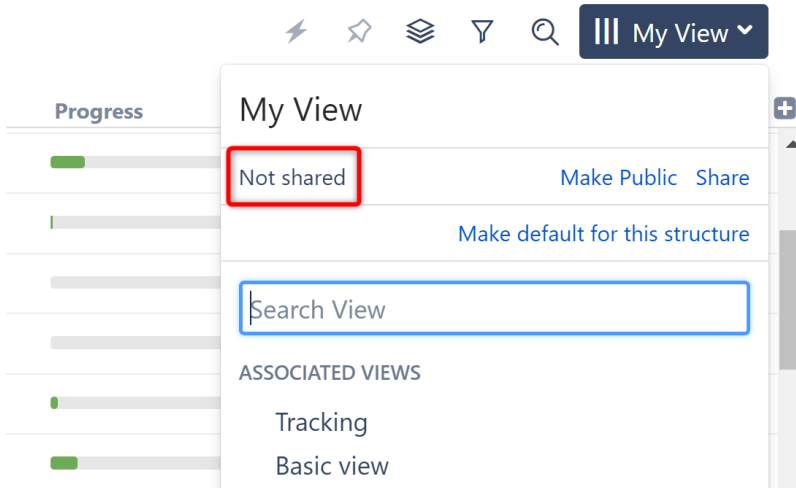 My View
Progress
My View
Not shared Make Public Share
Make default for this structure
Search View
ASSOCIATED VIEWS
Tracking
Basic view